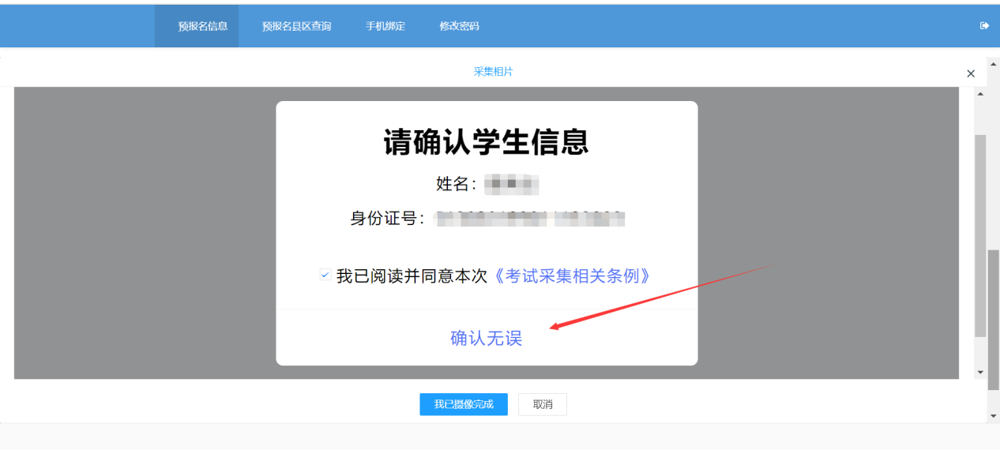 预报名信息 预报名县区查询 手机绑定 修改密码
采集相片
请确认学生信息
姓名：
身份证号：
我已阅读并同意本次《考试采集相关条例》
确认无误
我已摄像完成 取消